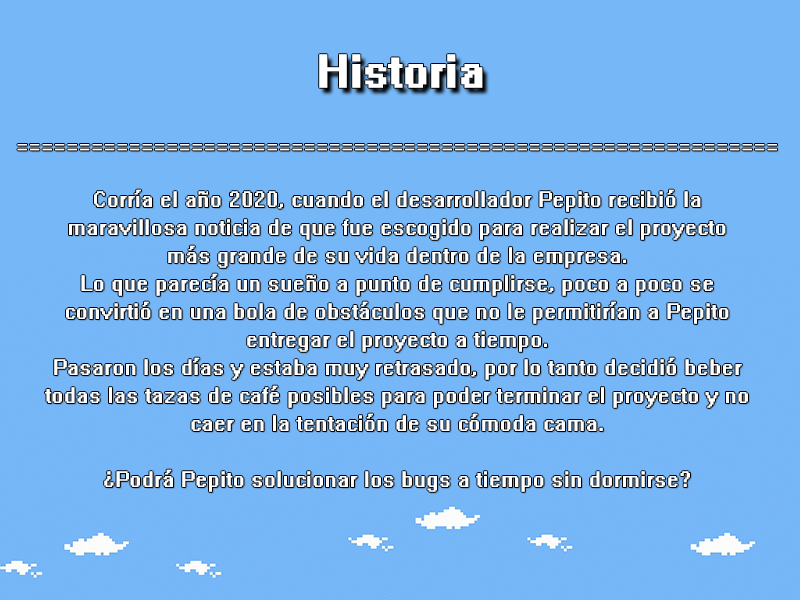 Historia
=============================================================
Corría el año 2020, cuando el desarrollador Pepito recibió la
maravillosa noticia de que fue escogido para realizar el proyecto
más grande de su vida dentro de la empresa.
Lo que parecía un sueño a punto de cumplirse, poco a poco se
convirtió en una bola de obstáculos que no le permitirían a Pepito
entregar el proyecto a tiempo.
Pasaron los días y estaba muy retrasado, por lo tanto decidió beber
todas las tazas de café posibles para poder terminar el proyecto y no
caer en la tentación de su cómoda cama.
¿Podrá Pepito solucionar los bugs a tiempo sin dormirse?